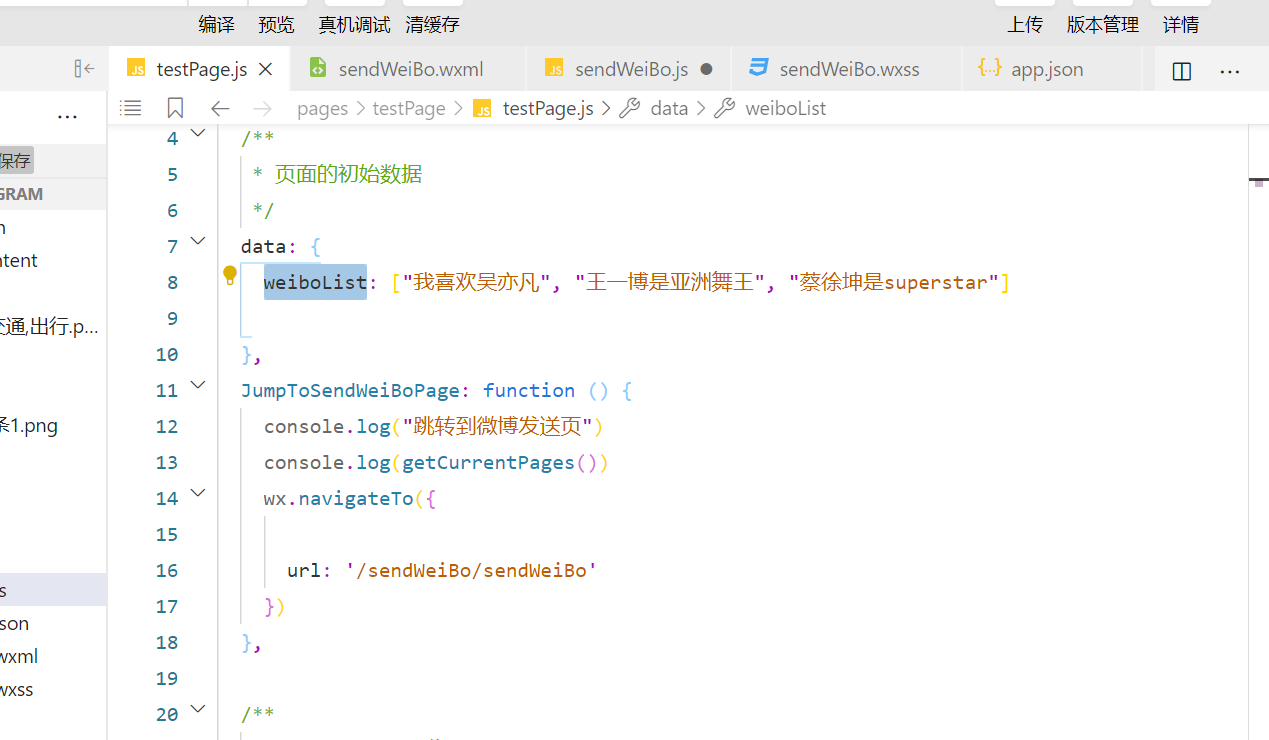 编译 预览 真机调试 清缓存 上传 版本管理 详情
JS testPage.js sendWeiBo.wxml JS sendWeiBo.js sendWeiBo.wxss {..} app.json
pages > testPage > JS testPage.js > data > weiboList
保存
GRAM
ntent
交通,出行.p...
条1.png
s
son
wxml
wxss
4 /**
5 * 页面的初始数据
6 */
7 data: {
8 weiboList: ["我喜欢吴亦凡", "王一博是亚洲舞王", "蔡徐坤是superstar"]
9
10 },
11 JumpToSendWeiBoPage: function () {
12 console.log("跳转到微博发送页")
13 console.log(getCurrentPages())
14 wx.navigateTo({
15
16 url: '/sendWeiBo/sendWeiBo'
17 })
18 },
19
20 /**